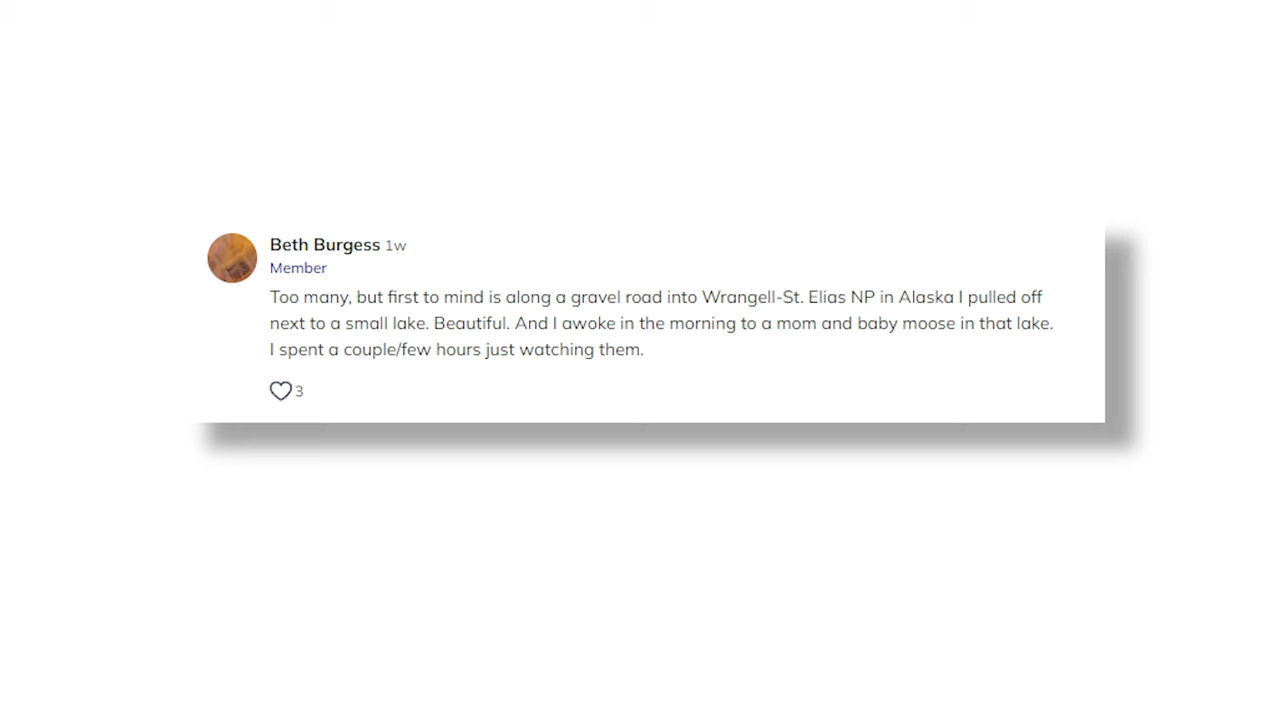 Beth Burgess 1w
Member
Too many, but first to mind is along a gravel road into Wrangell-St. Elias NP in Alaska I pulled off
next to a small lake. Beautiful. And I awoke in the morning to a mom and baby moose in that lake.
I spent a couple/few hours just watching them.
3